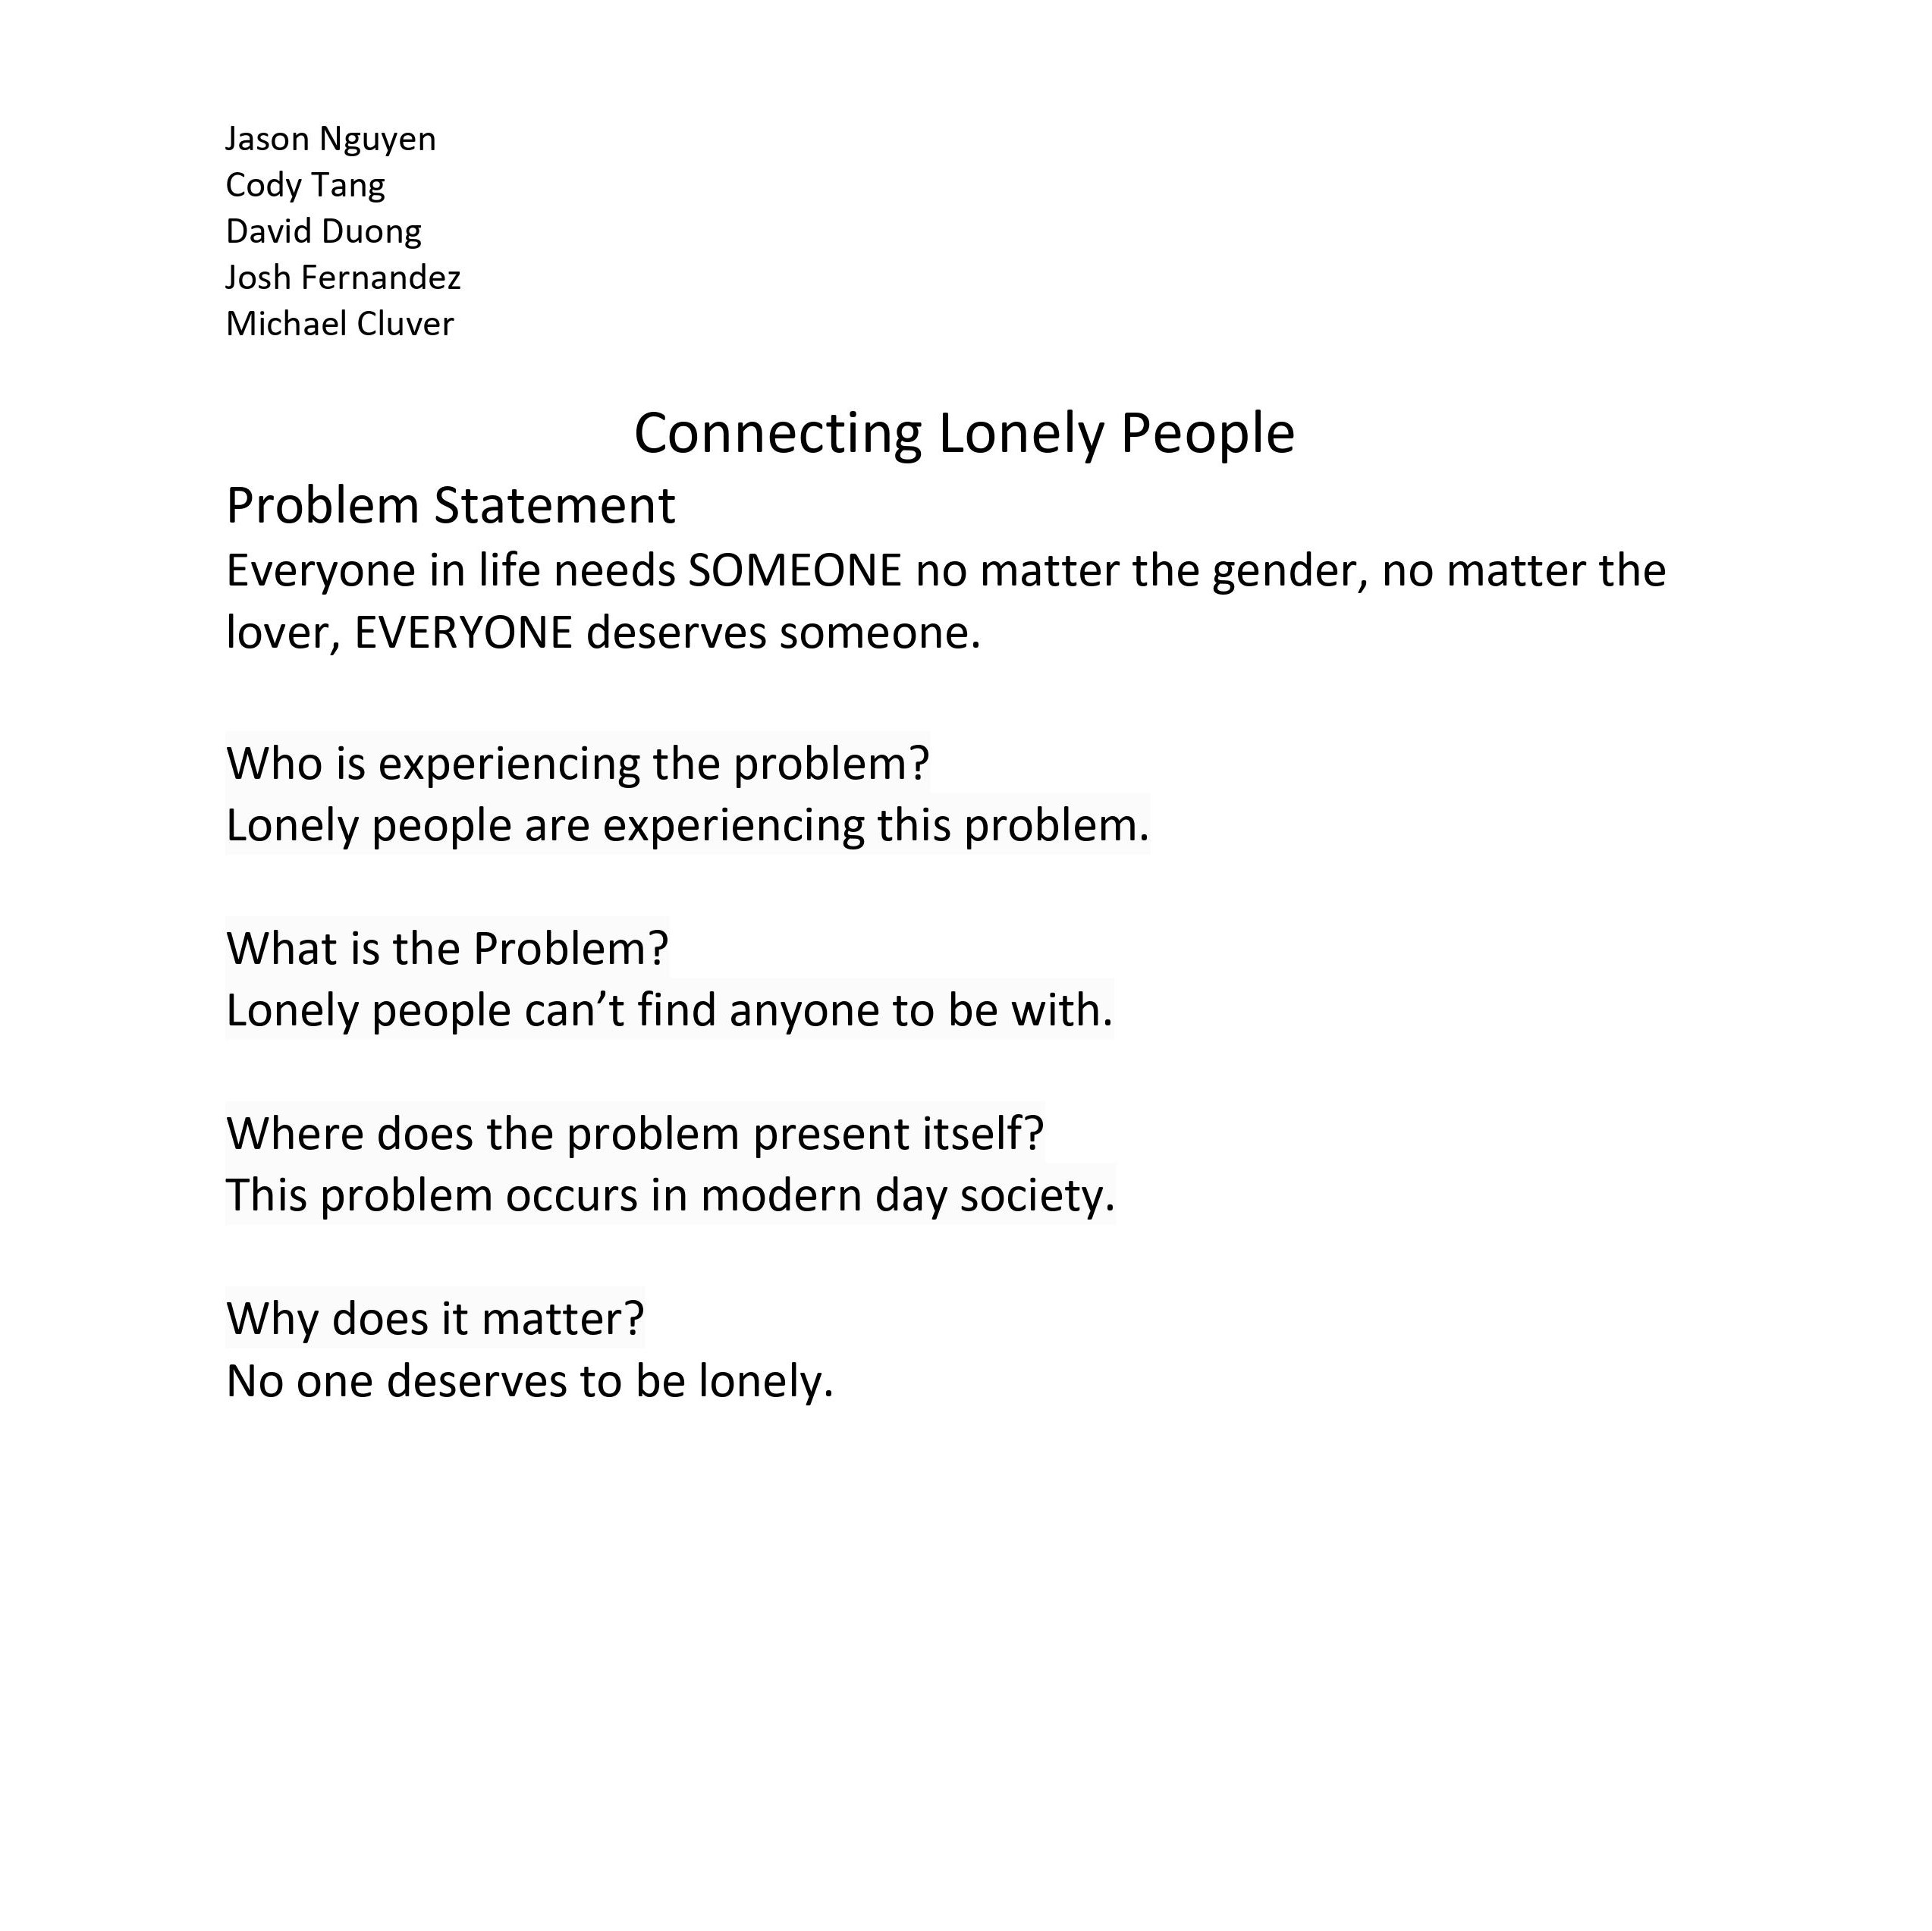 Jason Nguyen
Cody Tang
David Duong
Josh Fernandez
Michael Cluver
Connecting Lonely People
Problem Statement
Everyone in life needs SOMEONE no matter the gender, no matter the
lover, EVERYONE deserves someone.
Who is experiencing the problem?
Lonely people are experiencing this problem.
What is the Problem?
Lonely people can’t find anyone to be with.
Where does the problem present itself?
This problem occurs in modern day society.
Why does it matter?
No one deserves to be lonely.